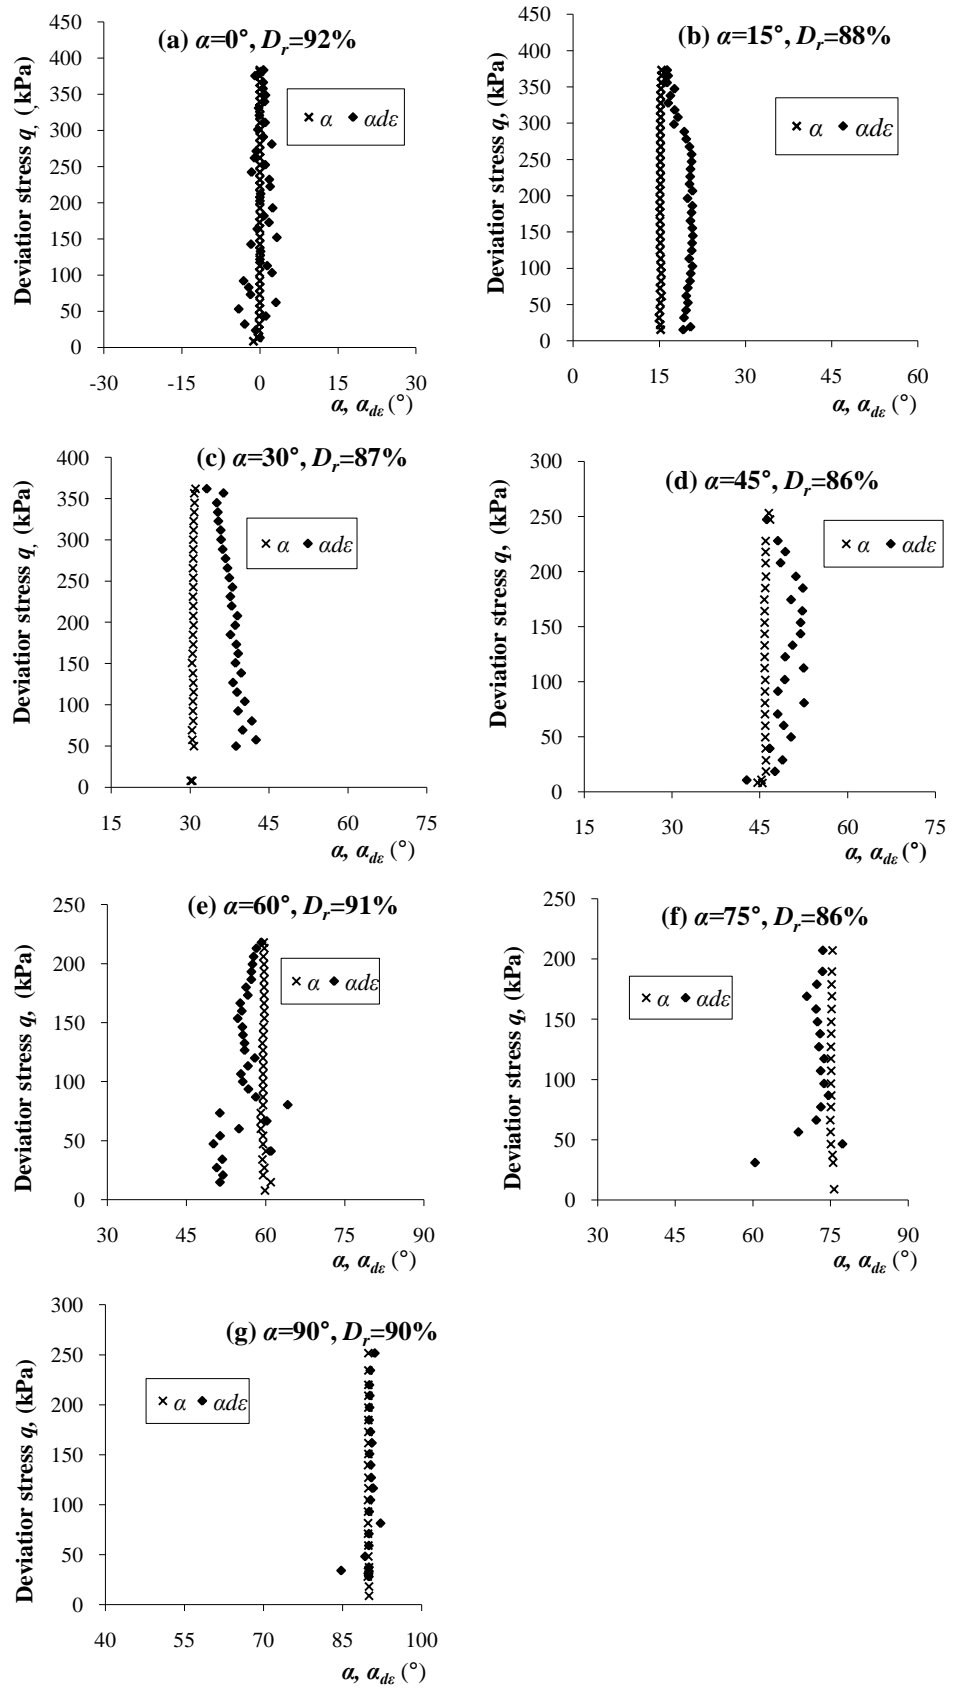 (a) α=0°, Dr=92%
Deviatior stress q, (kPa)
450
400
350
300
250
200
150
100
50
0
× α ◆ αdε
-30 -15 0 15 30
α, αdε (°)
(b) α=15°, Dr=88%
Deviatior stress q, (kPa)
450
400
350
300
250
200
150
100
50
0
× α ◆ αdε
0 15 30 45 60
α, αdε (°)
(c) α=30°, Dr=87%
Deviatior stress q, (kPa)
400
350
300
250
200
150
100
50
0
× α ◆ αdε
15 30 45 60 75
α, αdε (°)
(d) α=45°, Dr=86%
Deviatior stress q, (kPa)
300
250
200
150
100
50
0
× α ◆ αdε
15 30 45 60 75
α, αdε (°)
(e) α=60°, Dr=91%
Deviatior stress q, (kPa)
250
200
150
100
50
0
× α ◆ αdε
30 45 60 75 90
α, αdε (°)
(f) α=75°, Dr=86%
Deviatior stress q, (kPa)
250
200
150
100
50
0
× α ◆ αdε
30 45 60 75 90
α, αdε (°)
(g) α=90°, Dr=90%
Deviatior stress q, (kPa)
300
250
200
150
100
50
0
× α ◆ αdε
40 55 70 85 100
α, αdε (°)